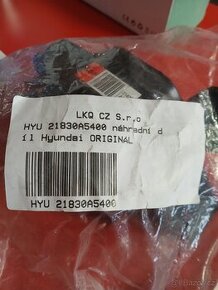 LKQ CZ S.r.o
HYU 21830A5400 náhradní d
íl Hyundai ORIGINAL
HYU 21830A5400